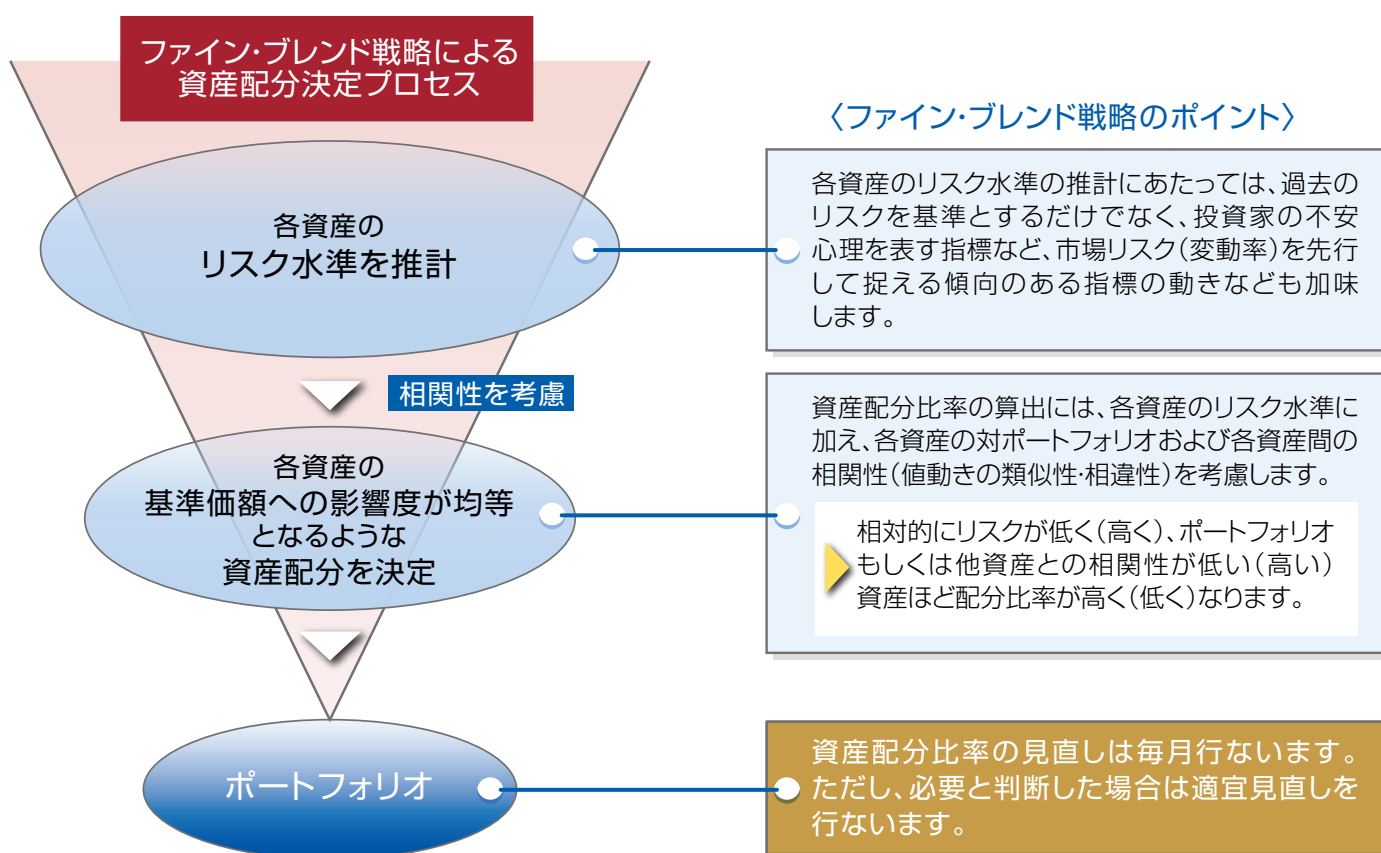 ファイン・ブレンド戦略による
資産配分決定プロセス
各資産の
リスク水準を推計
相関性を考慮
各資産の
基準価額への影響度が均等
となるような
資産配分を決定
ポートフォリオ
〈ファイン・ブレンド戦略のポイント〉
各資産のリスク水準の推計にあたっては、過去の
リスクを基準とするだけでなく、投資家の不安
心理を表す指標など、市場リスク(変動率)を先行
して捉える傾向のある指標の動きなども加味
します。
資産配分比率の算出には、各資産のリスク水準に
加え、各資産の対ポートフォリオおよび各資産間の
相関性(値動きの類似性・相違性)を考慮します。
相対的にリスクが低く(高く)、ポートフォリオ
もしくは他資産との相関性が低い(高い)
資産ほど配分比率が高く(低く)なります。
資産配分比率の見直しは毎月行ないます。
ただし、必要と判断した場合は適宜見直しを
行ないます。